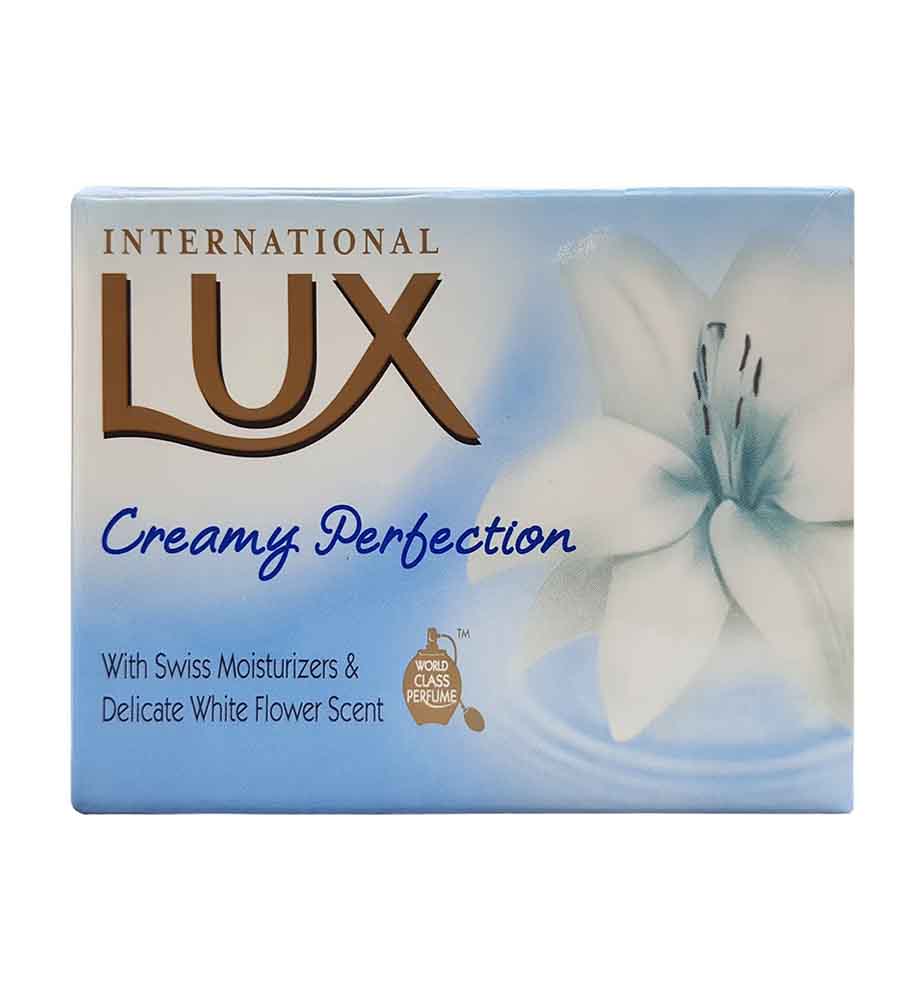 INTERNATIONAL
LUX
Creamy Perfection
With Swiss Moisturizers &
Delicate White Flower Scent
WORLD
CLASS
PERFUME
TM